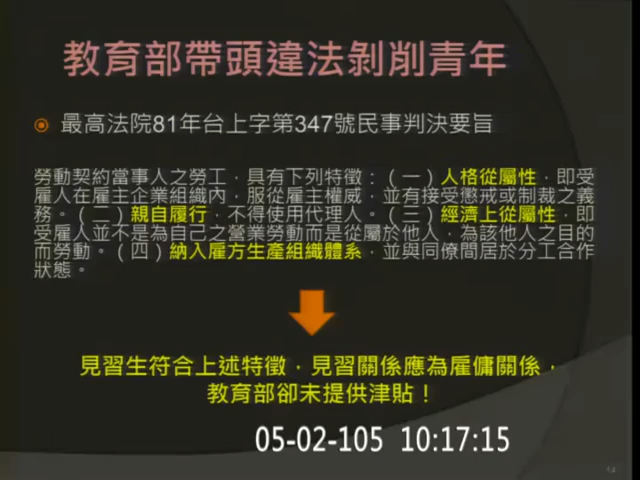 教育部帶頭違法剝削青年
最高法院81年台上字第347號民事判決要旨
勞動契約當事人之勞工，具有下列特徵：（一）人格從屬性，即受
雇人在雇主企業組織內，服從雇主權威，並有接受懲戒或制裁之義
務。（二）親自履行，不得使用代理人。（三）經濟上從屬性，即
受雇人並不是為自己之營業勞動而是從屬於他人，為該他人之目的
而勞動。（四）納入雇方生產組織體系，並與同僚間居於分工合作
狀態。
見習生符合上述特徵，見習關係應為雇傭關係，
教育部卻未提供津貼！
05-02-105 10:17:15
14